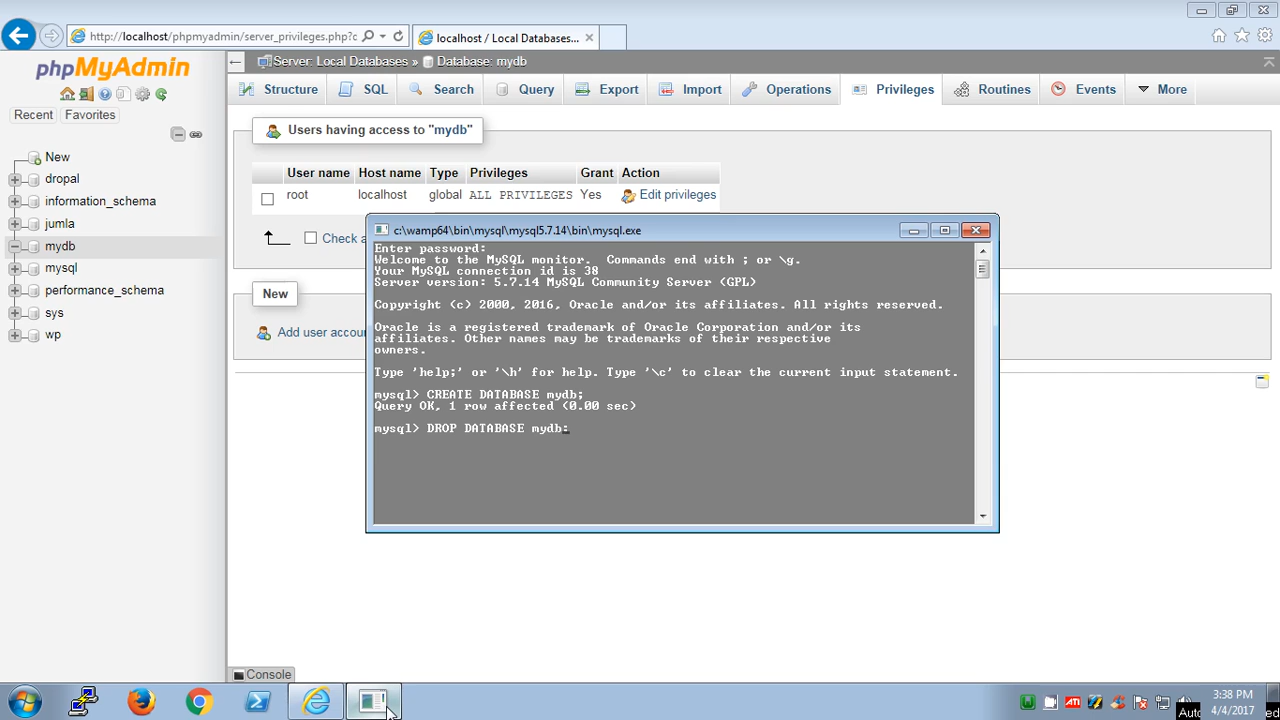 http://localhost/phpmyadmin/server_privileges.php?c
localhost / Local Databases...
phpMyAdmin
Recent
Favorites
New
dropal
information_schema
jumla
mydb
mysql
performance_schema
sys
wp
Server: Local Databases » Database: mydb
Structure SQL Search Query Export Import Operations Privileges Routines Events More
Users having access to "mydb"
User name Host name Type Privileges Grant Action
root localhost global ALL PRIVILEGES Yes Edit privileges
Check a
New
Add user accou
c:\wamp64\bin\mysql\mysql5.7.14\bin\mysql.exe
Enter password:
Welcome to the MySQL monitor. Commands end with ; or \g.
Your MySQL connection id is 38
Server version: 5.7.14 MySQL Community Server (GPL)
Copyright (c) 2000, 2016, Oracle and/or its affiliates. All rights reserved.
Oracle is a registered trademark of Oracle Corporation and/or its
affiliates. Other names may be trademarks of their respective
owners.
Type 'help;' or '\h' for help. Type '\c' to clear the current input statement.
mysql> CREATE DATABASE mydb;
Query OK, 1 row affected (0.00 sec)
mysql> DROP DATABASE mydb;
Console
ATI
3:38 PM
4/4/2017